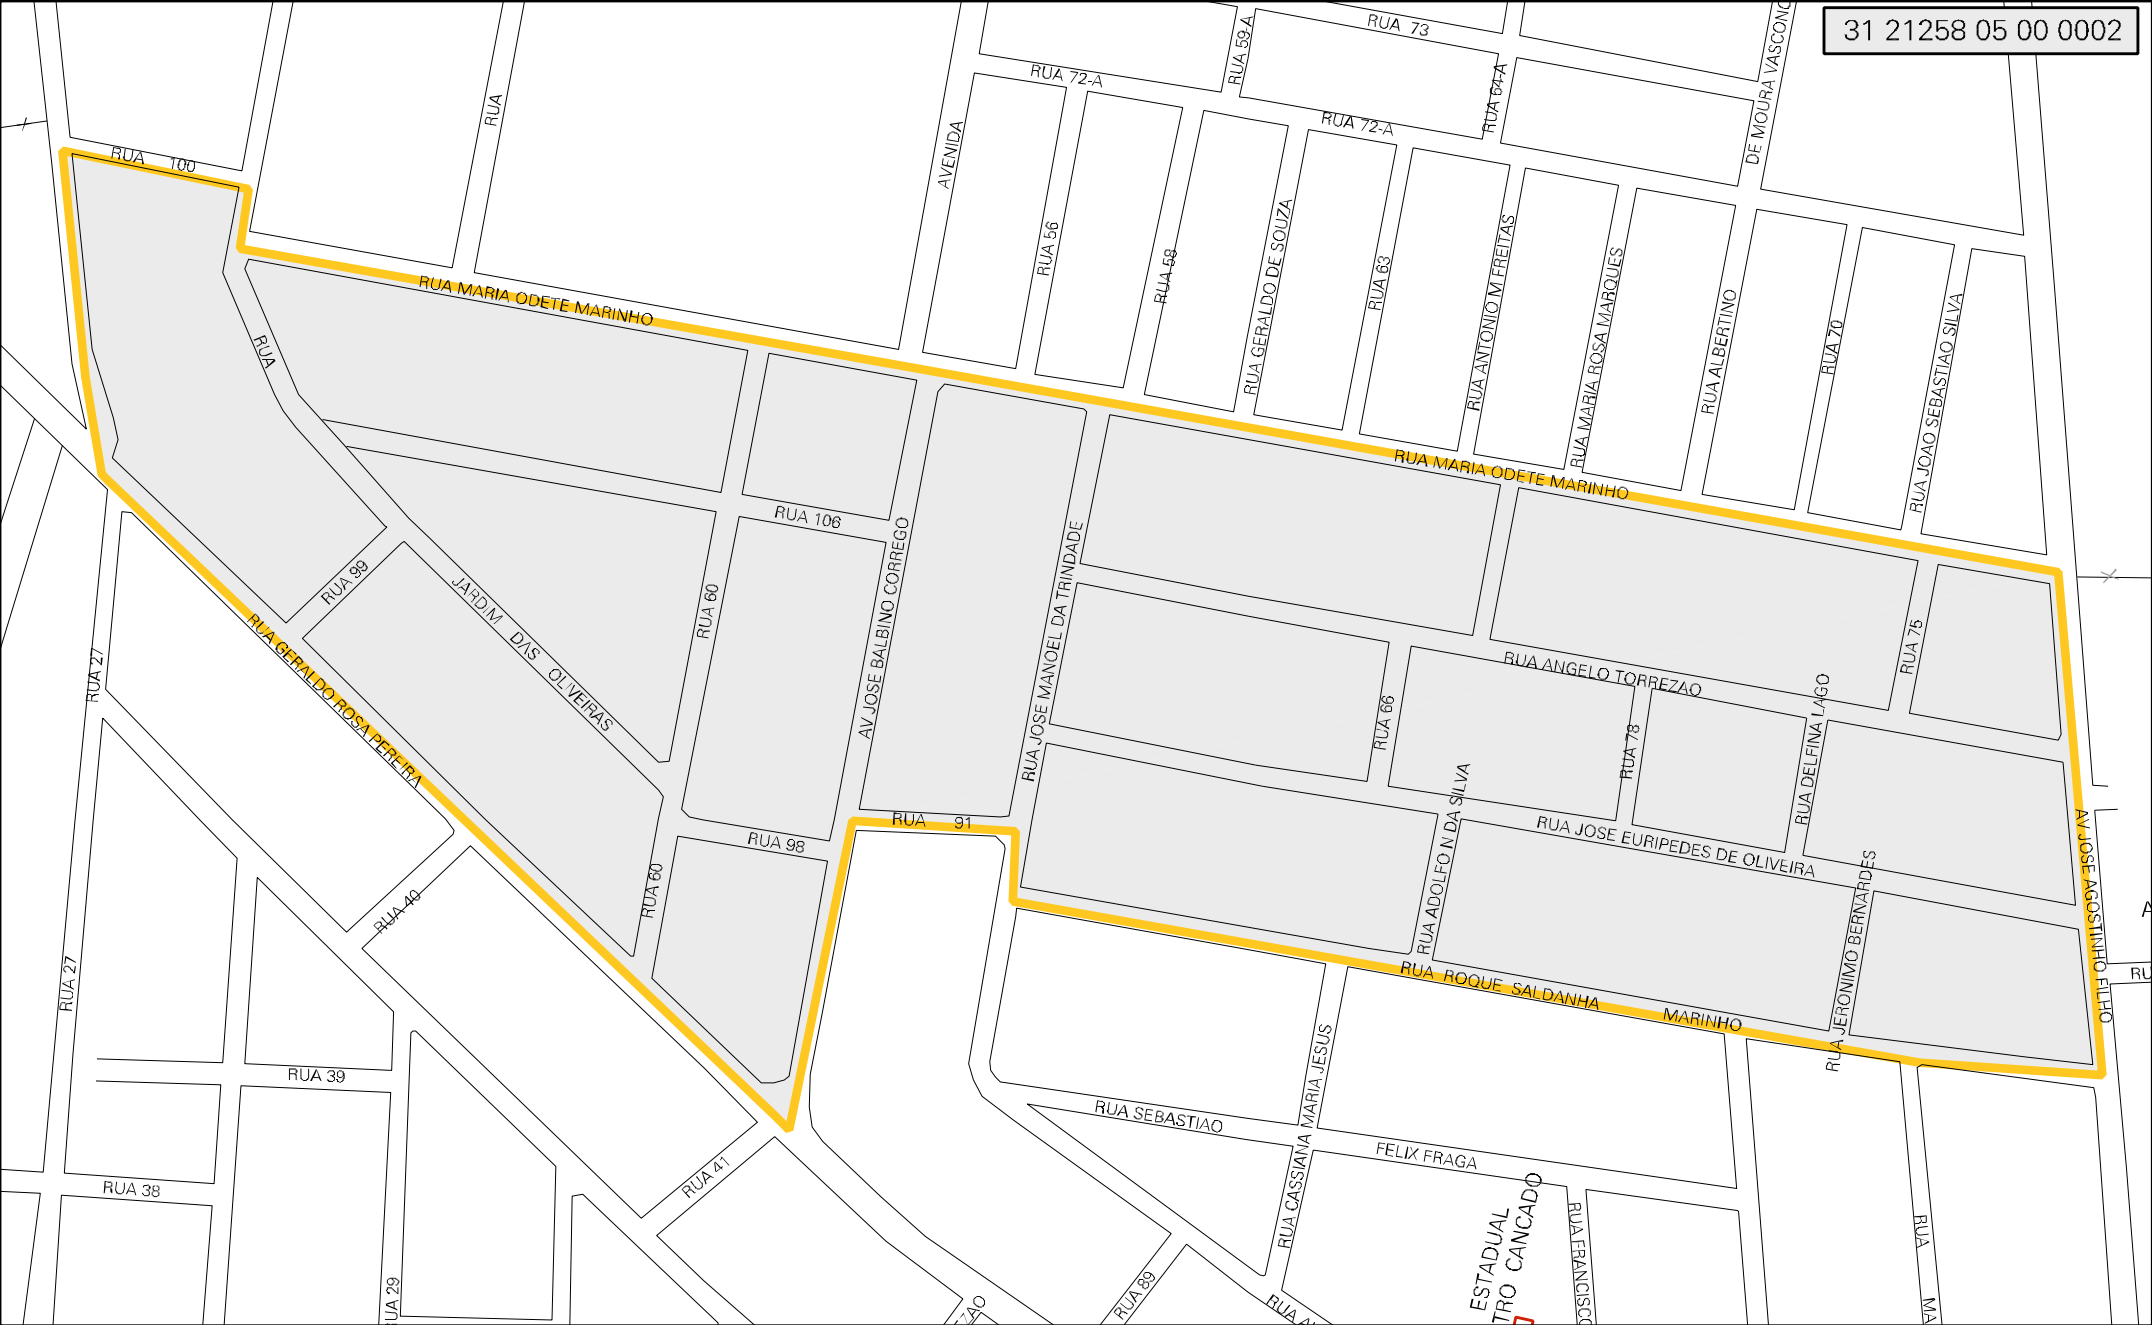 31 21258 05 00 0002
RUA 73
RUA 59-A
DE MOURA VASCONC
RUA 72-A
RUA 64-A
RUA 72-A
RUA
AVENIDA
RUA 100
RUA 56
RUA 58
RUA GERALDO DE SOUZA
RUA 63
RUA ANTONIO M FREITAS
RUA MARIA ROSA MARQUES
RUA ALBERTINO
RUA 70
RUA JOAO SEBASTIAO SILVA
RUA MARIA ODETE MARINHO
RUA
RUA MARIA ODETE MARINHO
RUA 106
AV JOSE BALBINO CORREGO
RUA JOSE MANOEL DA TRINDADE
RUA 99
JARDIM DAS OLIVEIRAS
RUA 60
RUA 75
RUA ANGELO TORREZAO
RUA GERALDO ROSA PEREIRA
RUA 27
RUA 66
RUA 78
RUA DELFINA LAGO
RUA ADOLFO N DA SILVA
RUA 91
RUA JOSE EURIPEDES DE OLIVEIRA
RUA 98
RUA 60
AV JOSE AGOSTINHO FILHO
RUA JERONIMO BERNARDES
RUA 40
A
RUA 27
RUA ROQUE SALDANHA MARINHO
RU
RUA 39
RUA CASSIANA MARIA JESUS
RUA SEBASTIAO FELIX FRAGA
RUA 41
RUA 38
ESTADUAL
TRO CANCADO
RUA FRANCISCO
RUA
MA
RUA 89
UA 29
ZAO
RUA A